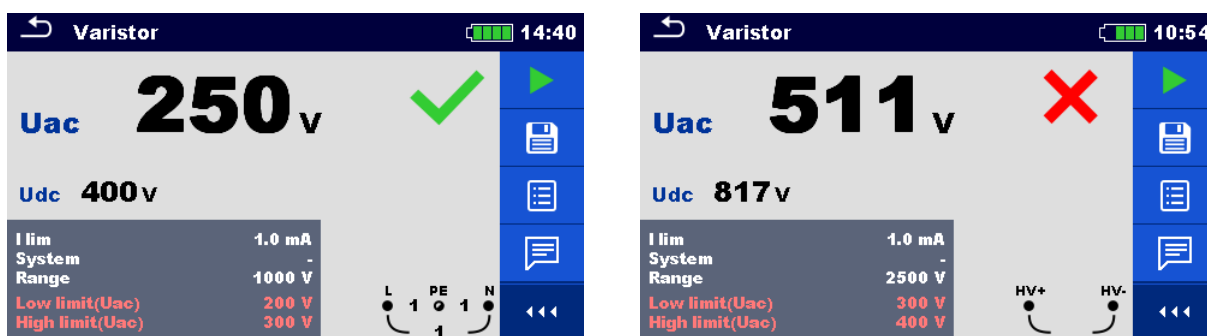 Varistor 14:40
Uac 250 V
Udc 400 V
I lim 1.0 mA
System -
Range 1000 V
Low limit(Uac) 200 V
High limit(Uac) 300 V
L PE N
1 1
1
Varistor 10:54
Uac 511 V
Udc 817 V
I lim 1.0 mA
System -
Range 2500 V
Low limit(Uac) 300 V
High limit(Uac) 400 V
HV+ HV-